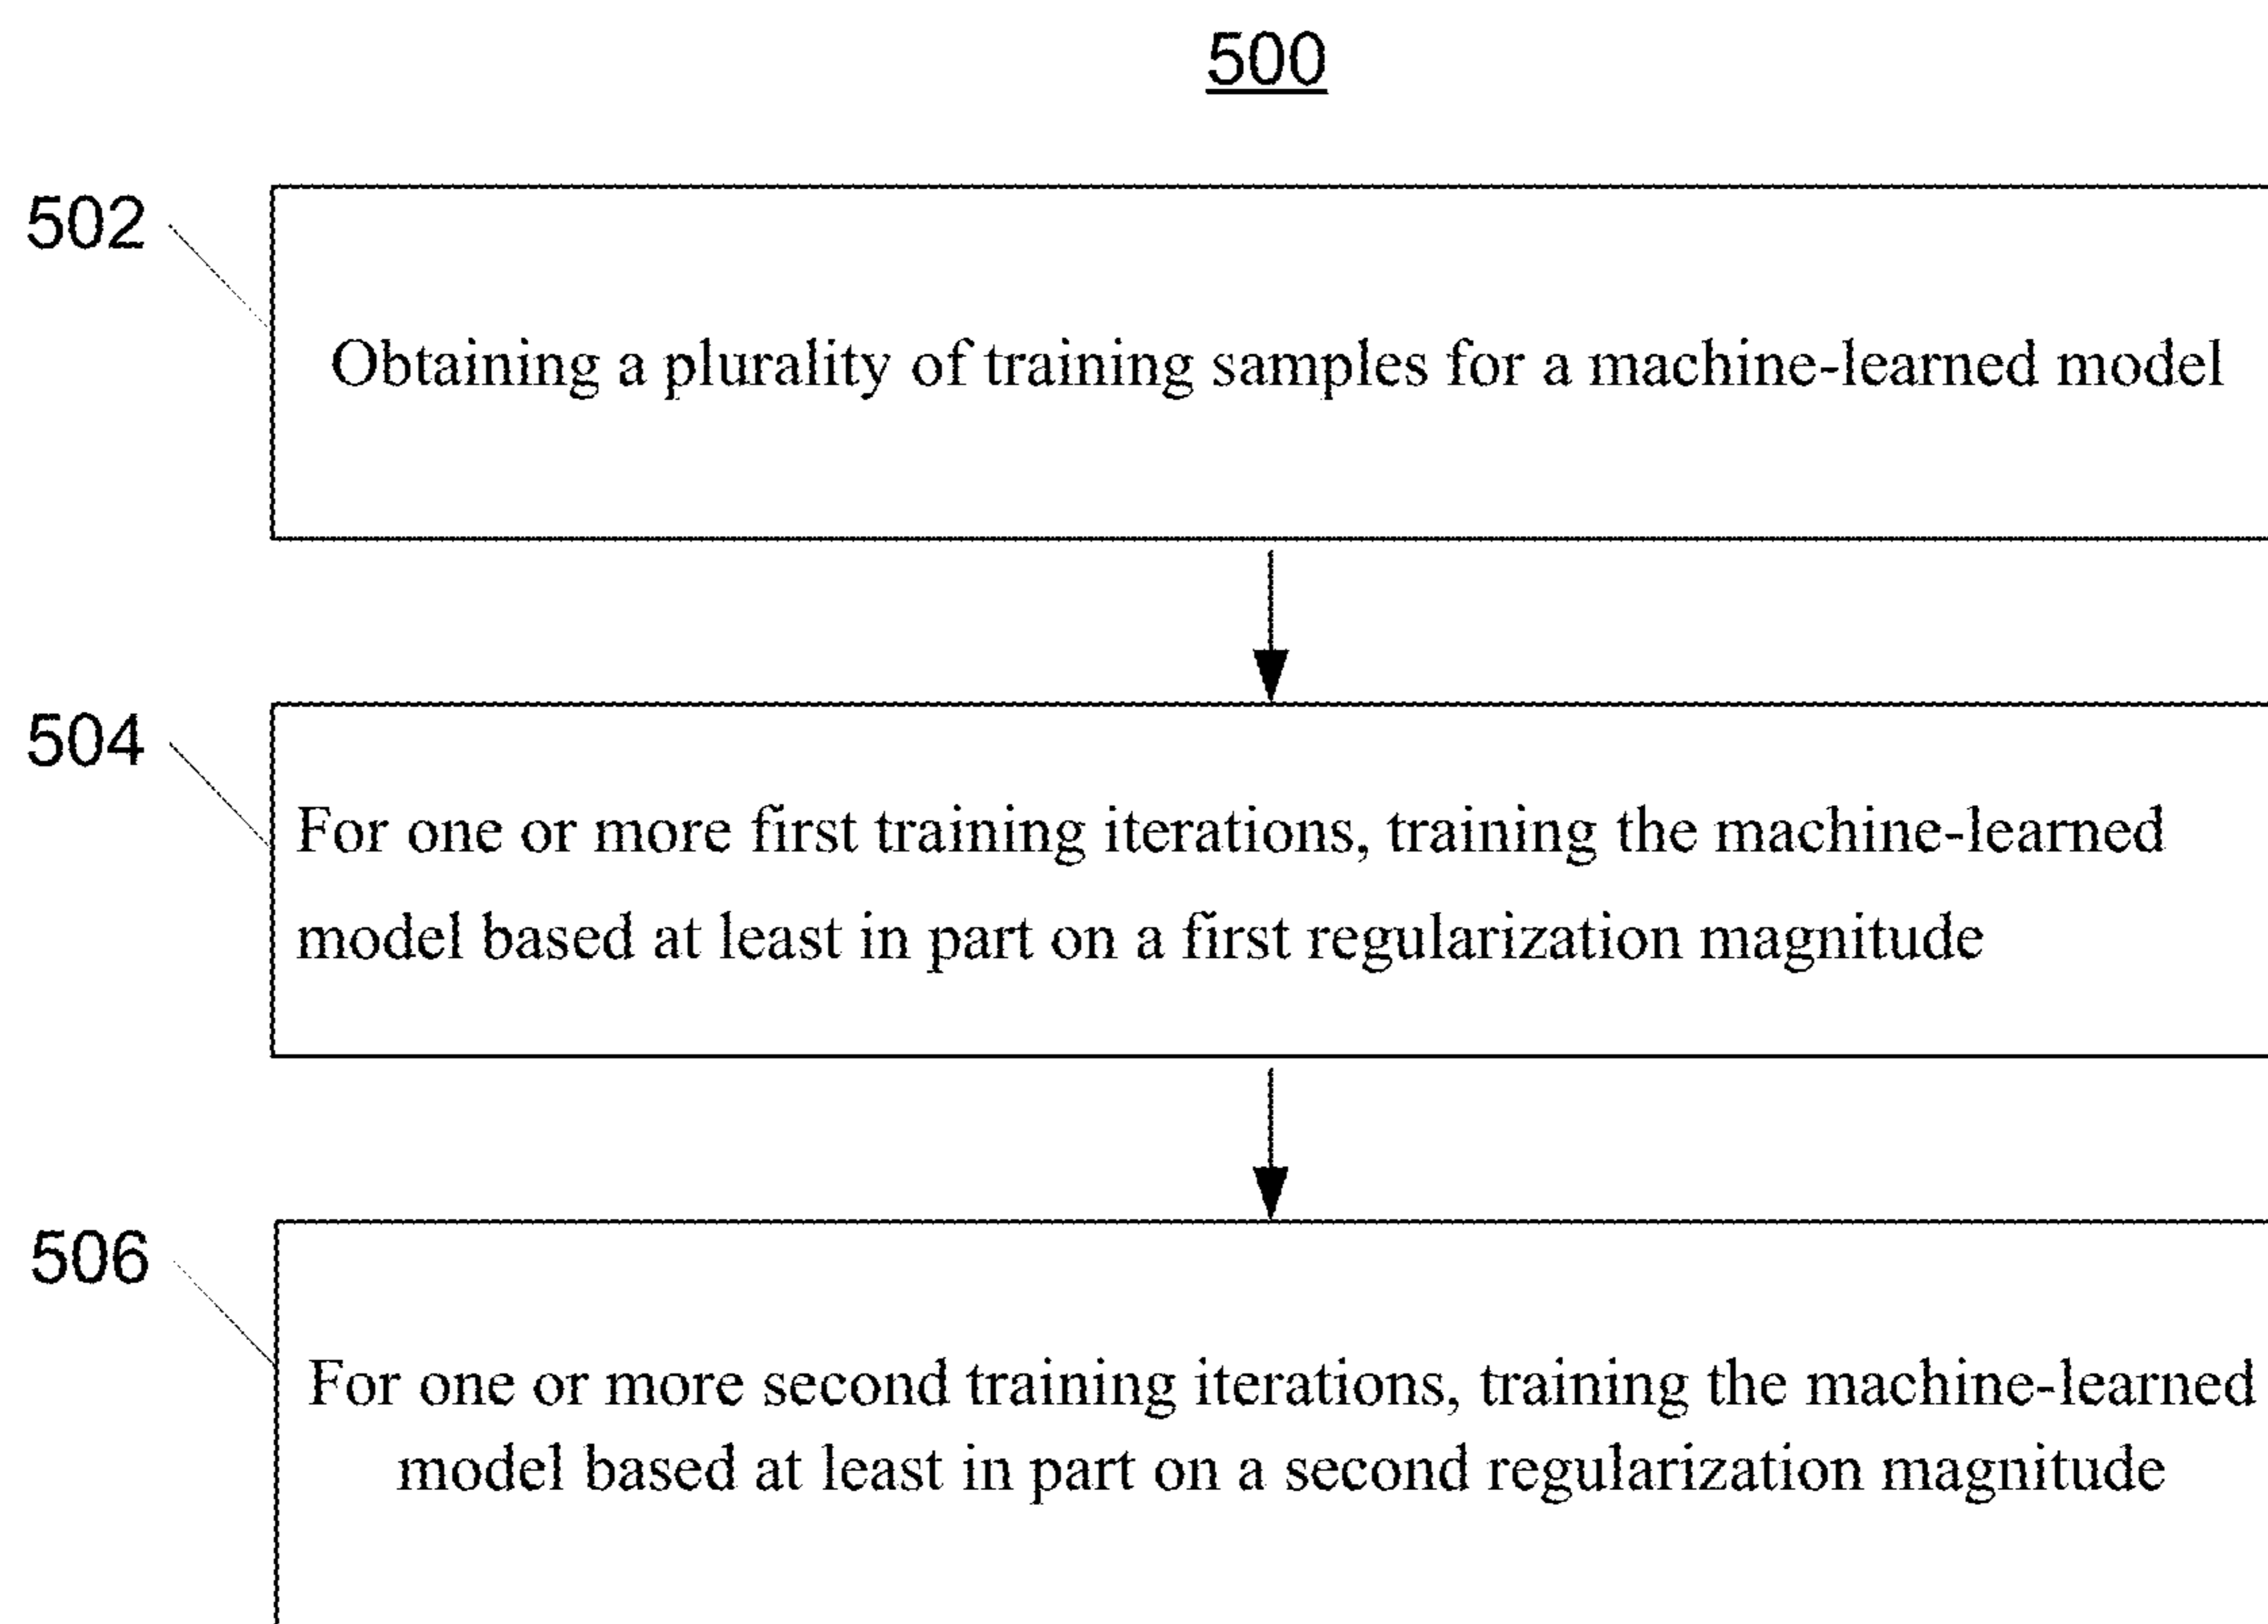 500
502
Obtaining a plurality of training samples for a machine-learned model
504
For one or more first training iterations, training the machine-learned
model based at least in part on a first regularization magnitude
506
For one or more second training iterations, training the machine-learned
model based at least in part on a second regularization magnitude